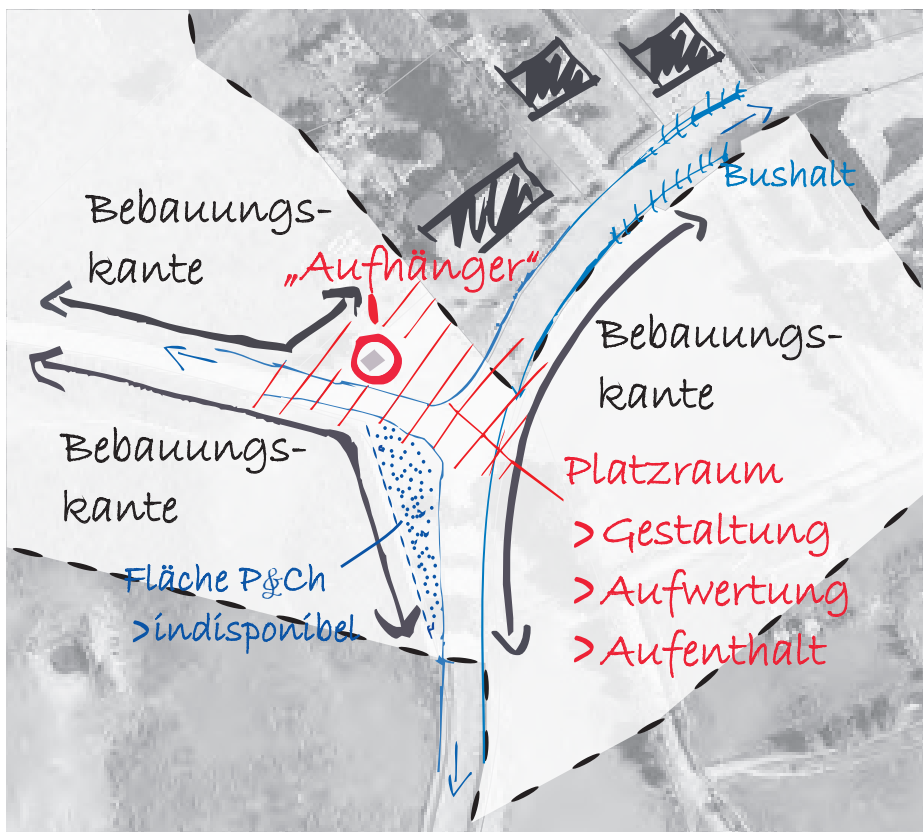 Bushalt
Bebauungs-
kante
„Aufhänger“
Bebauungs-
kante
Bebauungs-
kante
Platzraum
>Gestaltung
>Aufwertung
>Aufenthalt
Fläche P&Ch
>indisponibel